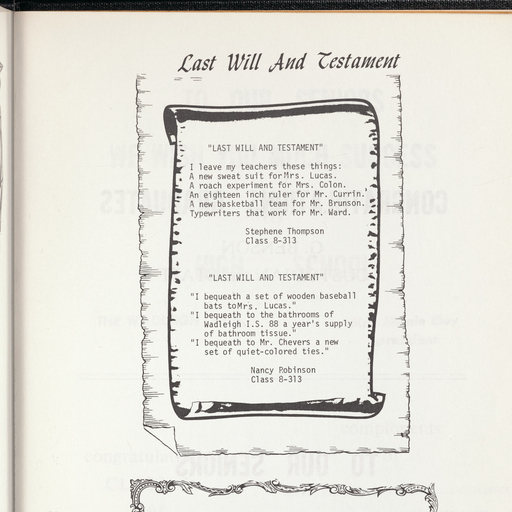 Last Will And Testament
"LAST WILL AND TESTAMENT"
I leave my teachers these things:
A new sweat suit for Mrs. Lucas.
A roach experiment for Mrs. Colon.
An eighteen inch ruler for Mr. Currin.
A new basketball team for Mr. Brunson.
Typewriters that work for Mr. Ward.
Stephene Thompson
Class 8-313
"LAST WILL AND TESTAMENT"
"I bequeath a set of wooden baseball
bats to Mrs. Lucas."
"I bequeath to the bathrooms of
Wadleigh I.S. 88 a year's supply
of bathroom tissue."
"I bequeath to Mr. Chevers a new
set of quiet-colored ties."
Nancy Robinson
Class 8-313